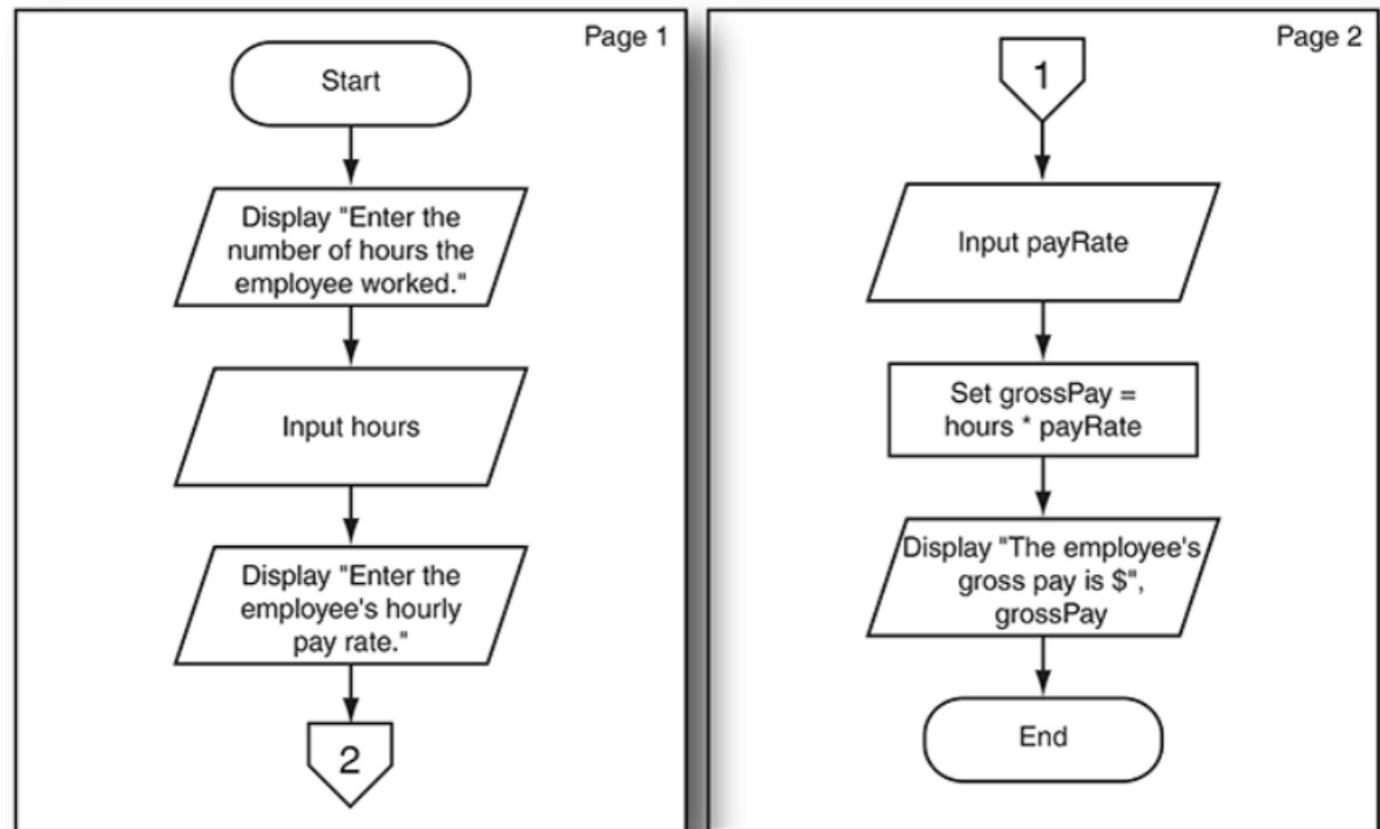 Page 1
Start
Display "Enter the
number of hours the
employee worked."
Input hours
Display "Enter the
employee's hourly
pay rate."
2
Page 2
1
Input payRate
Set grossPay =
hours * payRate
Display "The employee's
gross pay is $",
grossPay
End